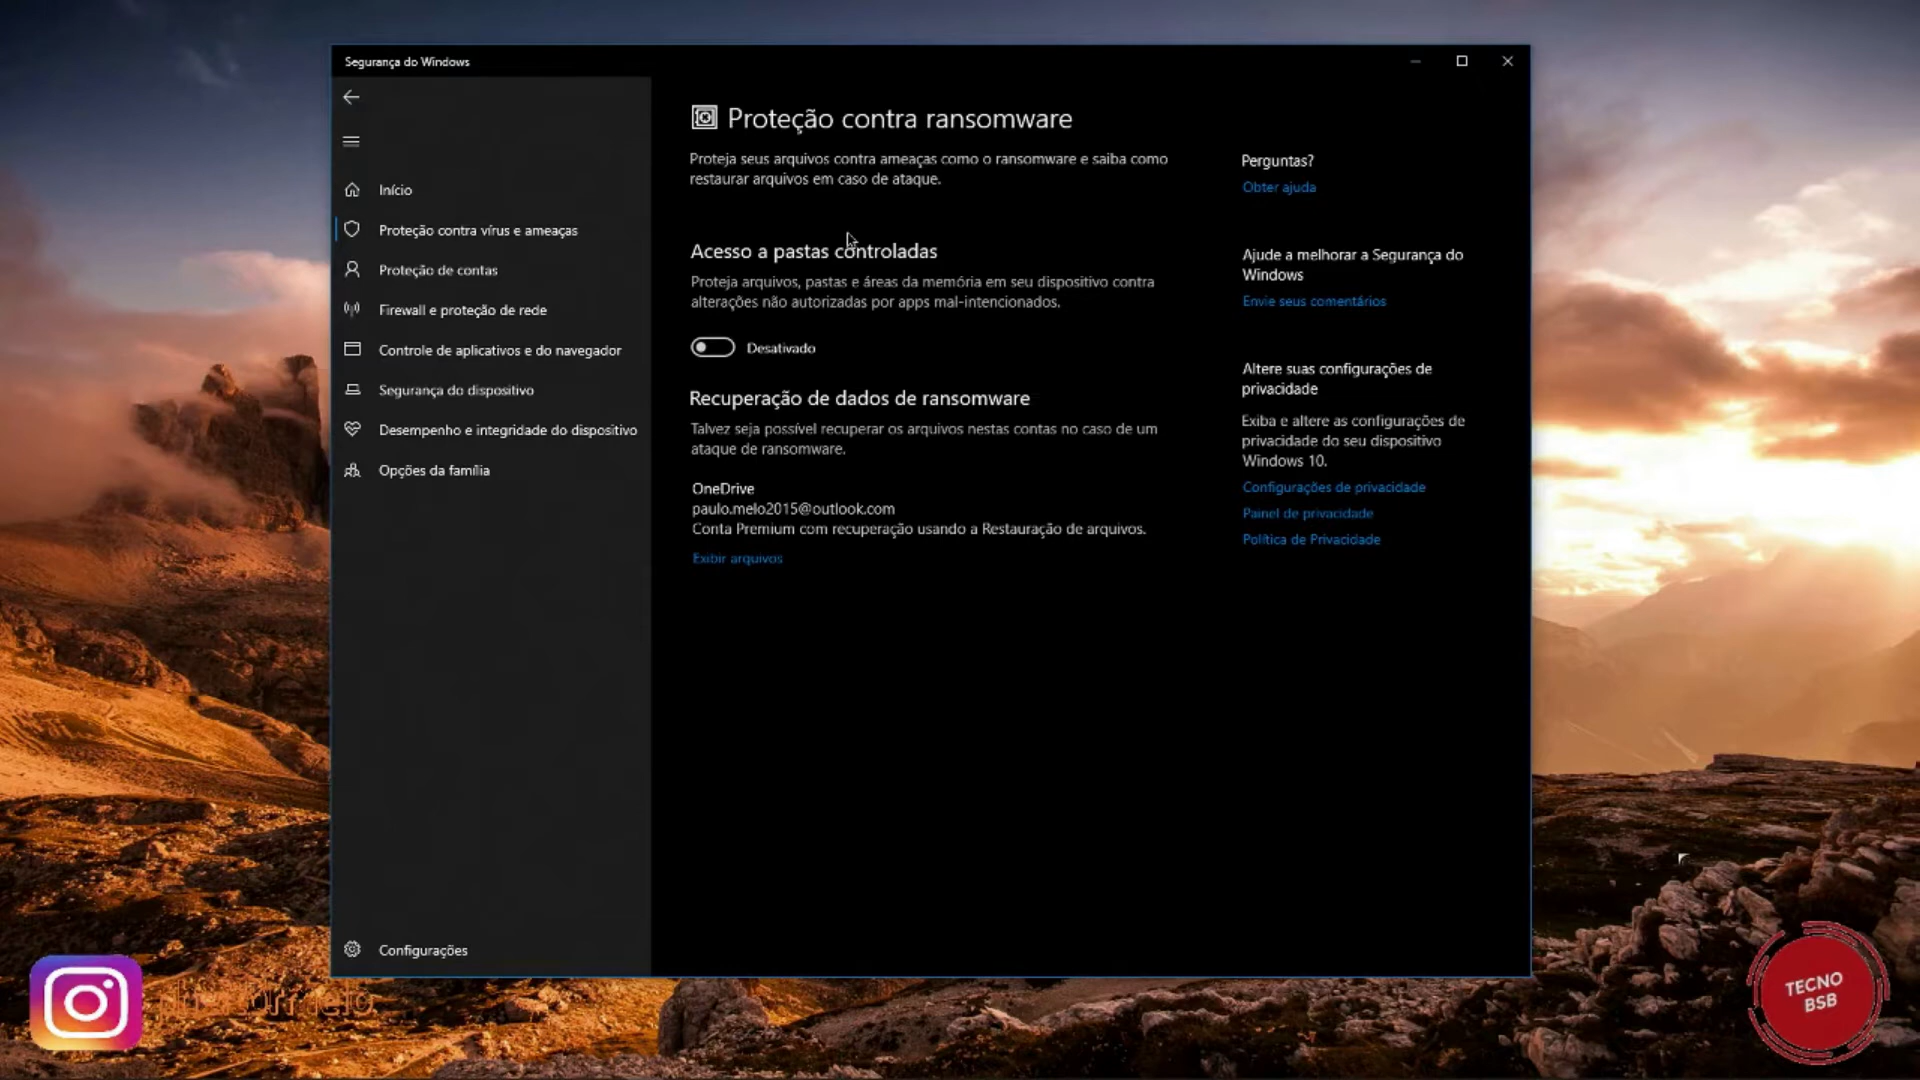 Segurança do Windows
Início
Proteção contra vírus e ameaças
Proteção de contas
Firewall e proteção de rede
Controle de aplicativos e do navegador
Segurança do dispositivo
Desempenho e integridade do dispositivo
Opções da família
Configurações
Proteção contra ransomware
Proteja seus arquivos contra ameaças como o ransomware e saiba como
restaurar arquivos em caso de ataque.
Acesso a pastas controladas
Proteja arquivos, pastas e áreas da memória em seu dispositivo contra
alterações não autorizadas por apps mal-intencionados.
Desativado
Recuperação de dados de ransomware
Talvez seja possível recuperar os arquivos nestas contas no caso de um
ataque de ransomware.
OneDrive
paulo.melo2015@outlook.com
Conta Premium com recuperação usando a Restauração de arquivos.
Exibir arquivos
Perguntas?
Obter ajuda
Ajude a melhorar a Segurança do
Windows
Envie seus comentários
Altere suas configurações de
privacidade
Exiba e altere as configurações de
privacidade do seu dispositivo
Windows 10.
Configurações de privacidade
Painel de privacidade
Política de Privacidade
TECNO
BSB